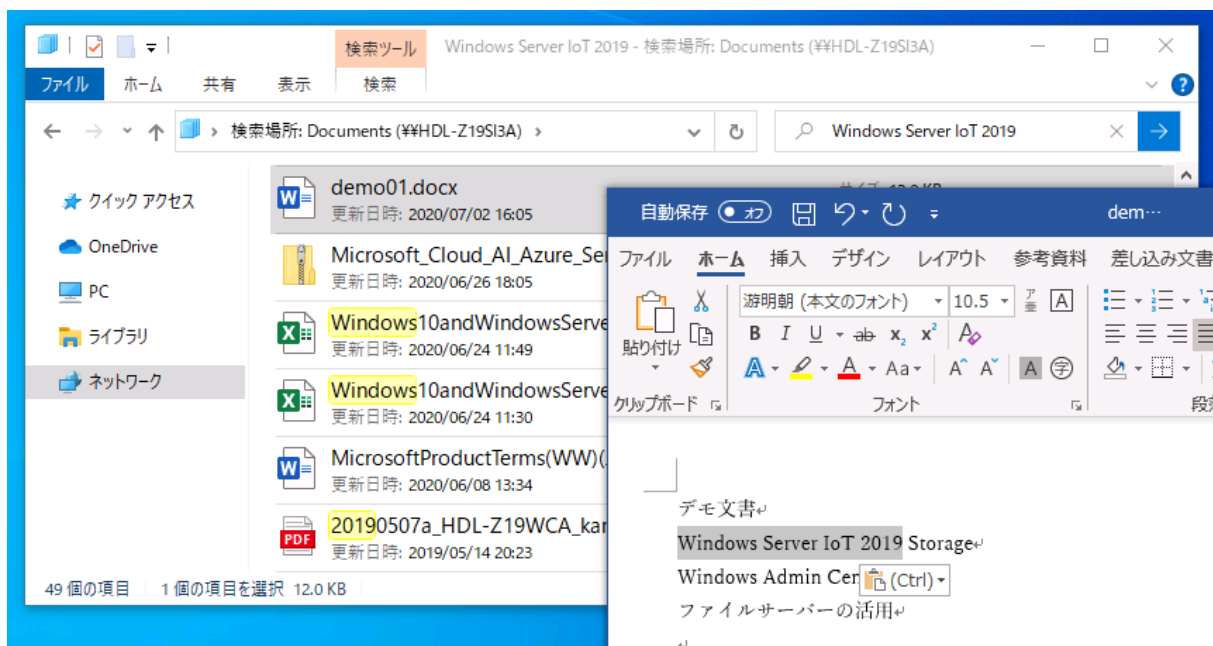 検索ツール
Windows Server IoT 2019 - 検索場所: Documents (¥¥HDL-Z19SI3A)
ファイル ホーム 共有 表示 検索
検索場所: Documents (¥¥HDL-Z19SI3A)
Windows Server IoT 2019
クイック アクセス
OneDrive
PC
ライブラリ
ネットワーク
demo01.docx
更新日時: 2020/07/02 16:05
Microsoft_Cloud_AI_Azure_Se
更新日時: 2020/06/26 18:05
Windows10andWindowsServe
更新日時: 2020/06/24 11:49
Windows10andWindowsServe
更新日時: 2020/06/24 11:30
MicrosoftProductTerms(WW)(
更新日時: 2020/06/08 13:34
20190507a_HDL-Z19WCA_ka
更新日時: 2019/05/14 20:23
49 個の項目 1 個の項目を選択 12.0 KB
自動保存 オフ dem…
ファイル ホーム 挿入 デザイン レイアウト 参考資料 差し込み文書
貼り付け
游明朝 (本文のフォント) 10.5
クリップボード フォント
デモ文書
Windows Server IoT 2019 Storage
Windows Admin Cen
(Ctrl)
ファイルサーバーの活用